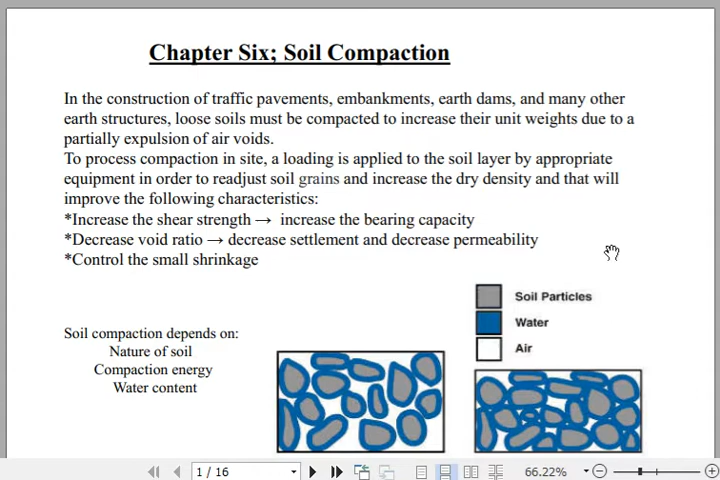 Chapter Six; Soil Compaction
In the construction of traffic pavements, embankments, earth dams, and many other
earth structures, loose soils must be compacted to increase their unit weights due to a
partially expulsion of air voids.
To process compaction in site, a loading is applied to the soil layer by appropriate
equipment in order to readjust soil grains and increase the dry density and that will
improve the following characteristics:
*Increase the shear strength → increase the bearing capacity
*Decrease void ratio → decrease settlement and decrease permeability
*Control the small shrinkage
Soil Particles
Water
Air
Soil compaction depends on:
Nature of soil
Compaction energy
Water content
1 / 16
66.22%